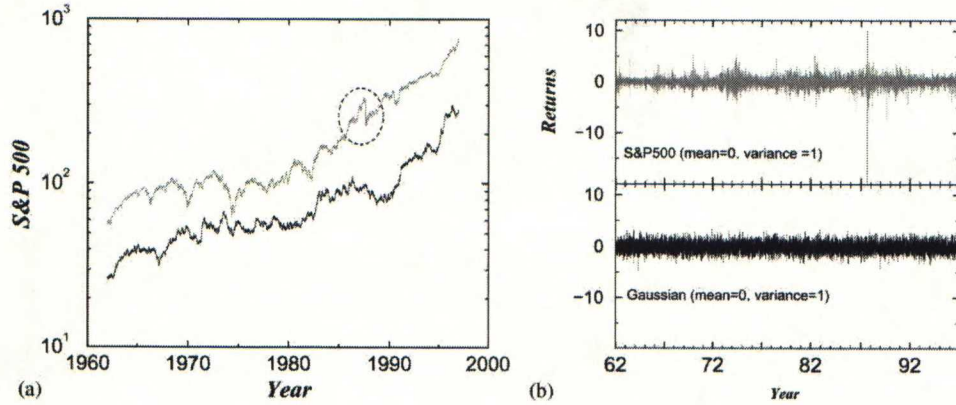 10³
10²
10¹
S&P 500
1960
1970
1980
1990
2000
Year
(a)
10
0
−10
Returns
S&P500 (mean=0, variance =1)
10
0
−10
Gaussian (mean=0, variance=1)
62
72
82
92
Year
(b)